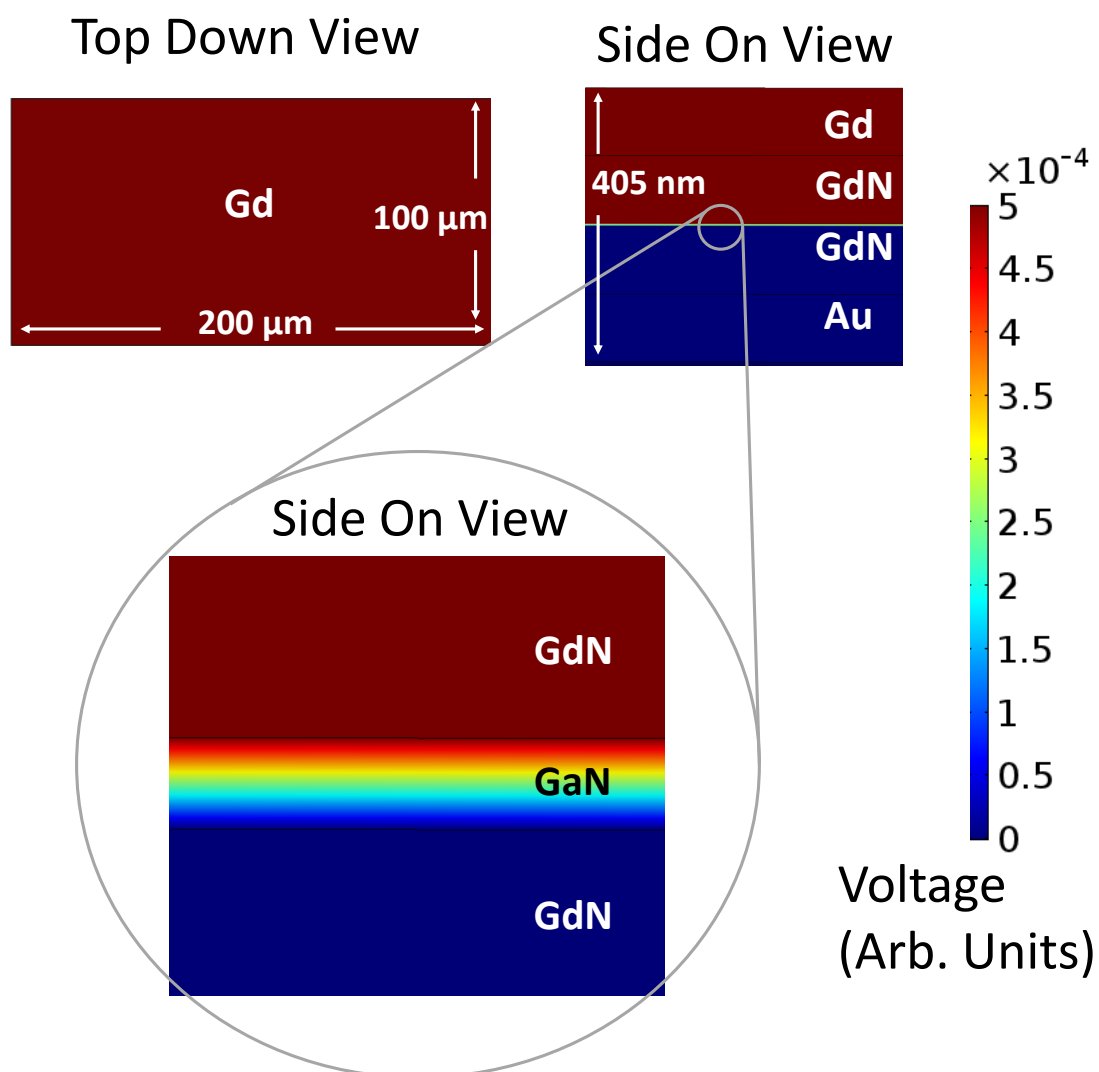 Top Down View
Gd
100 μm
200 μm
Side On View
Gd
405 nm
GdN
GdN
Au
×10⁻⁴
5
4.5
4
3.5
3
2.5
2
1.5
1
0.5
0
Voltage
(Arb. Units)
Side On View
GdN
GaN
GdN